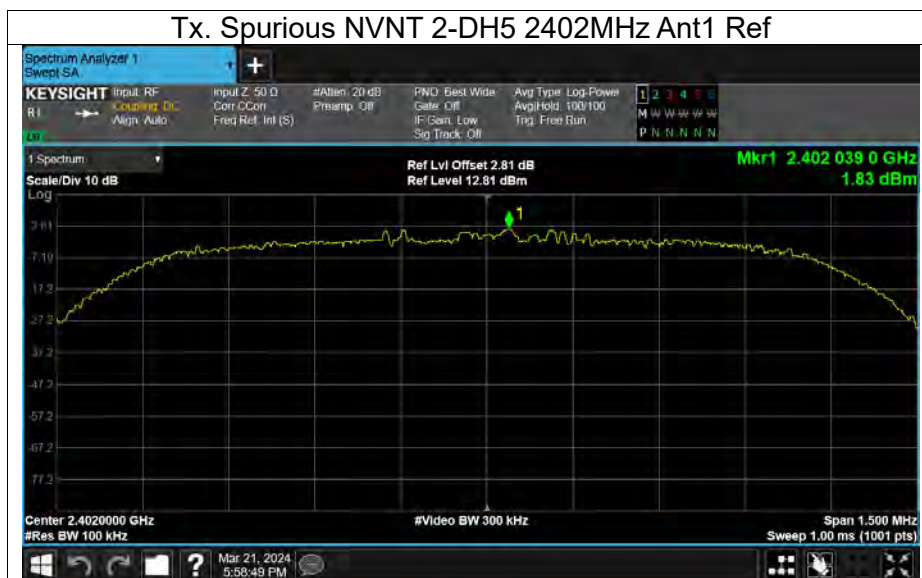 Tx. Spurious NVNT 2-DH5 2402MHz Ant1 Ref
Spectrum Analyzer 1
Swept SA
+
KEYSIGHT Input: RF
R L
Coupling: DC
Align: Auto
Input Z: 50 Ω
Corr CCorr
Freq Ref: Int (S)
#Atten: 20 dB
Preamp: Off
PNO: Best Wide
Gate: Off
IF Gain: Low
Sig Track: Off
Avg Type: Log-Power
Avg|Hold: 100/100
Trig: Free Run
1 2 3 4 5 6
M W W W W W
P N N N N N
1 Spectrum
Scale/Div 10 dB
Log
Ref Lvl Offset 2.81 dB
Ref Level 12.81 dBm
Mkr1 2.402 039 0 GHz
1.83 dBm
1
2.81
-7.19
-17.2
-27.2
-37.2
-47.2
-57.2
-67.2
-77.2
Center 2.4020000 GHz
#Res BW 100 kHz
#Video BW 300 kHz
Span 1.500 MHz
Sweep 1.00 ms (1001 pts)
?
Mar 21, 2024
5:58:49 PM